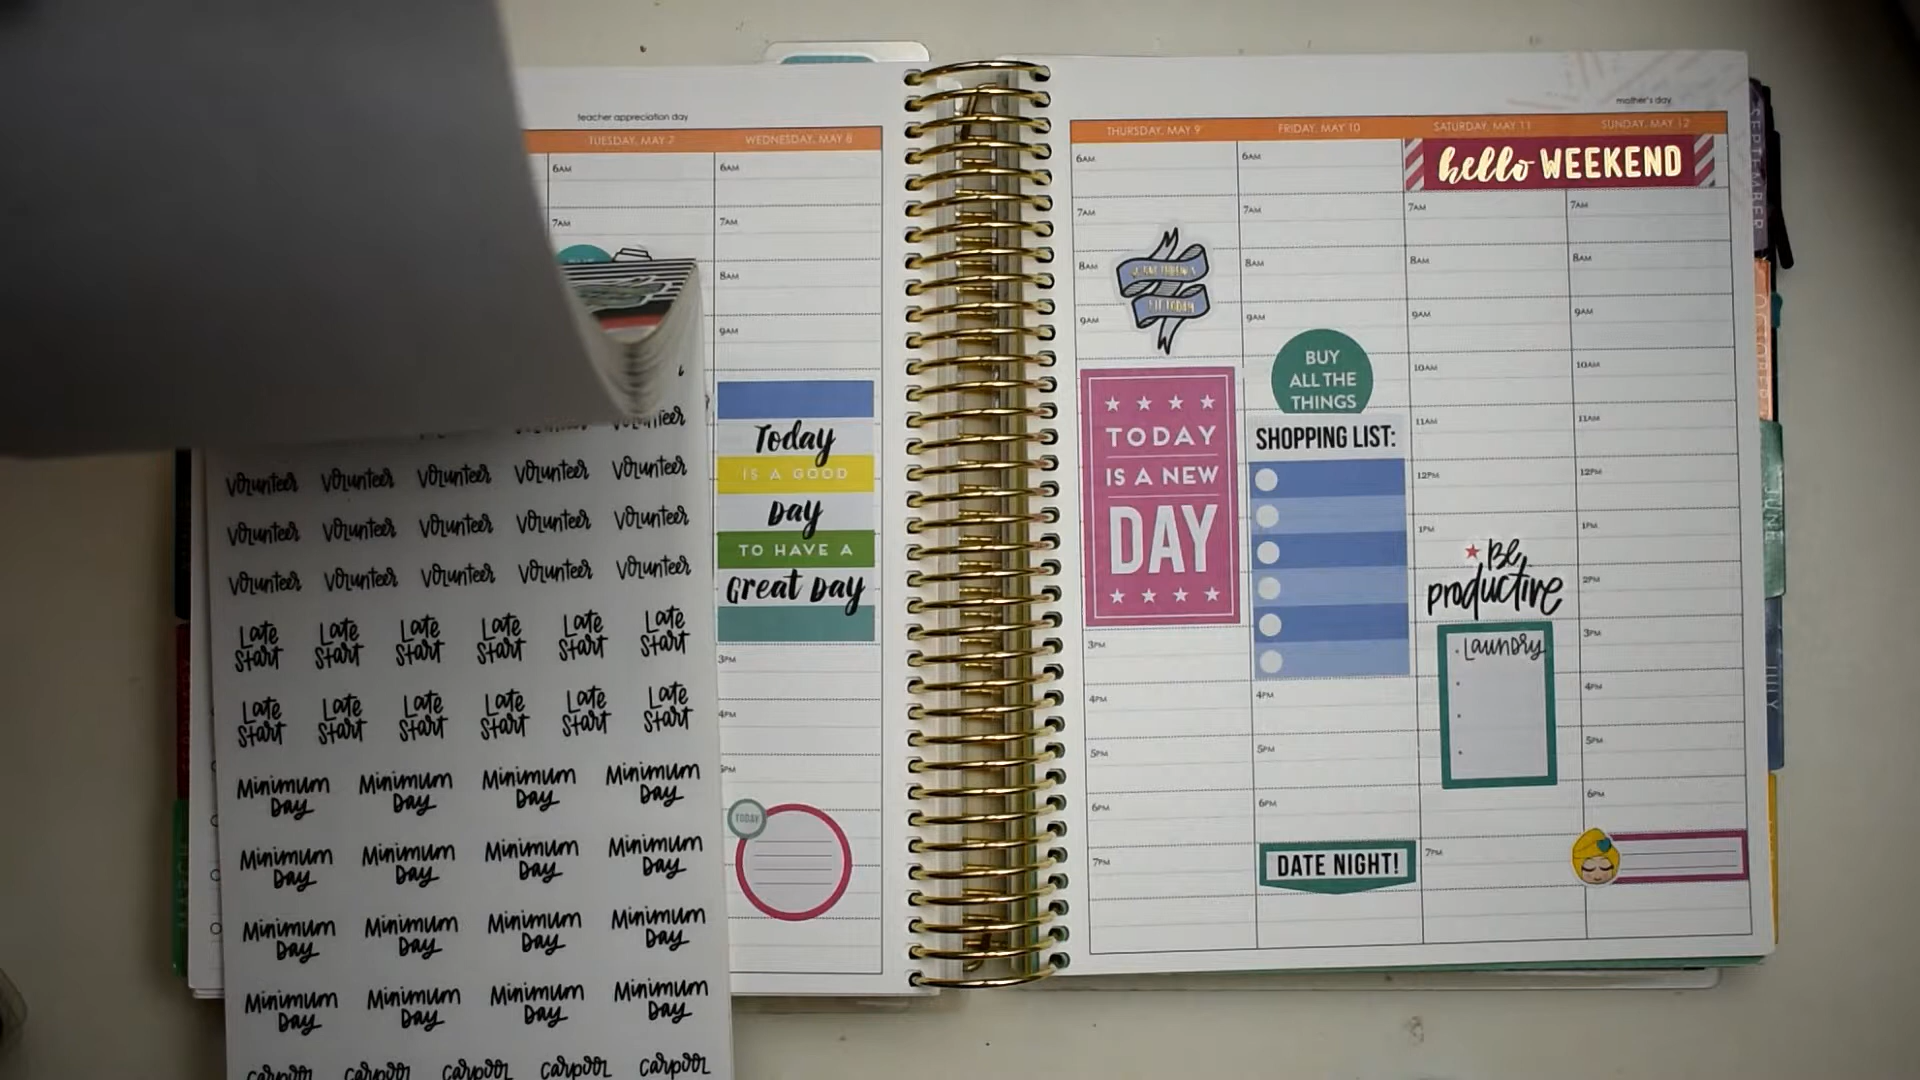 teacher appreciation day
TUESDAY, MAY 7
WEDNESDAY, MAY 8
6AM
6AM
7AM
7AM
8AM
9AM
Today
IS A GOOD
Day
TO HAVE A
Great Day
3PM
4PM
TODAY
Volunteer Volunteer Volunteer Volunteer Volunteer
Volunteer Volunteer Volunteer Volunteer Volunteer
Volunteer Volunteer Volunteer Volunteer Volunteer
Late Late Late Late Late Late
Start Start Start Start Start Start
Late Late Late Late Late Late
Start Start Start Start Start Start
Minimum Minimum Minimum Minimum
Day Day Day Day
Minimum Minimum Minimum Minimum
Day Day Day Day
Minimum Minimum Minimum Minimum
Day Day Day Day
Minimum Minimum Minimum Minimum
Day Day Day Day
carpool carpool carpool carpool carpool
mother's day
THURSDAY, MAY 9
FRIDAY, MAY 10
SATURDAY, MAY 11
SUNDAY, MAY 12
hello WEEKEND
6AM
7AM
8AM
9AM
TODAY
IS A NEW
DAY
3PM
4PM
5PM
6PM
7PM
6AM
7AM
8AM
9AM
BUY
ALL THE
THINGS
SHOPPING LIST:
4PM
5PM
6PM
DATE NIGHT!
7AM
8AM
9AM
10AM
11AM
12PM
1PM
Be
productive
Laundry
7PM
7AM
8AM
9AM
10AM
11AM
12PM
1PM
2PM
3PM
4PM
5PM
6PM
SEPTEMBER
OCTOBER
JUNE
JULY
MARCH